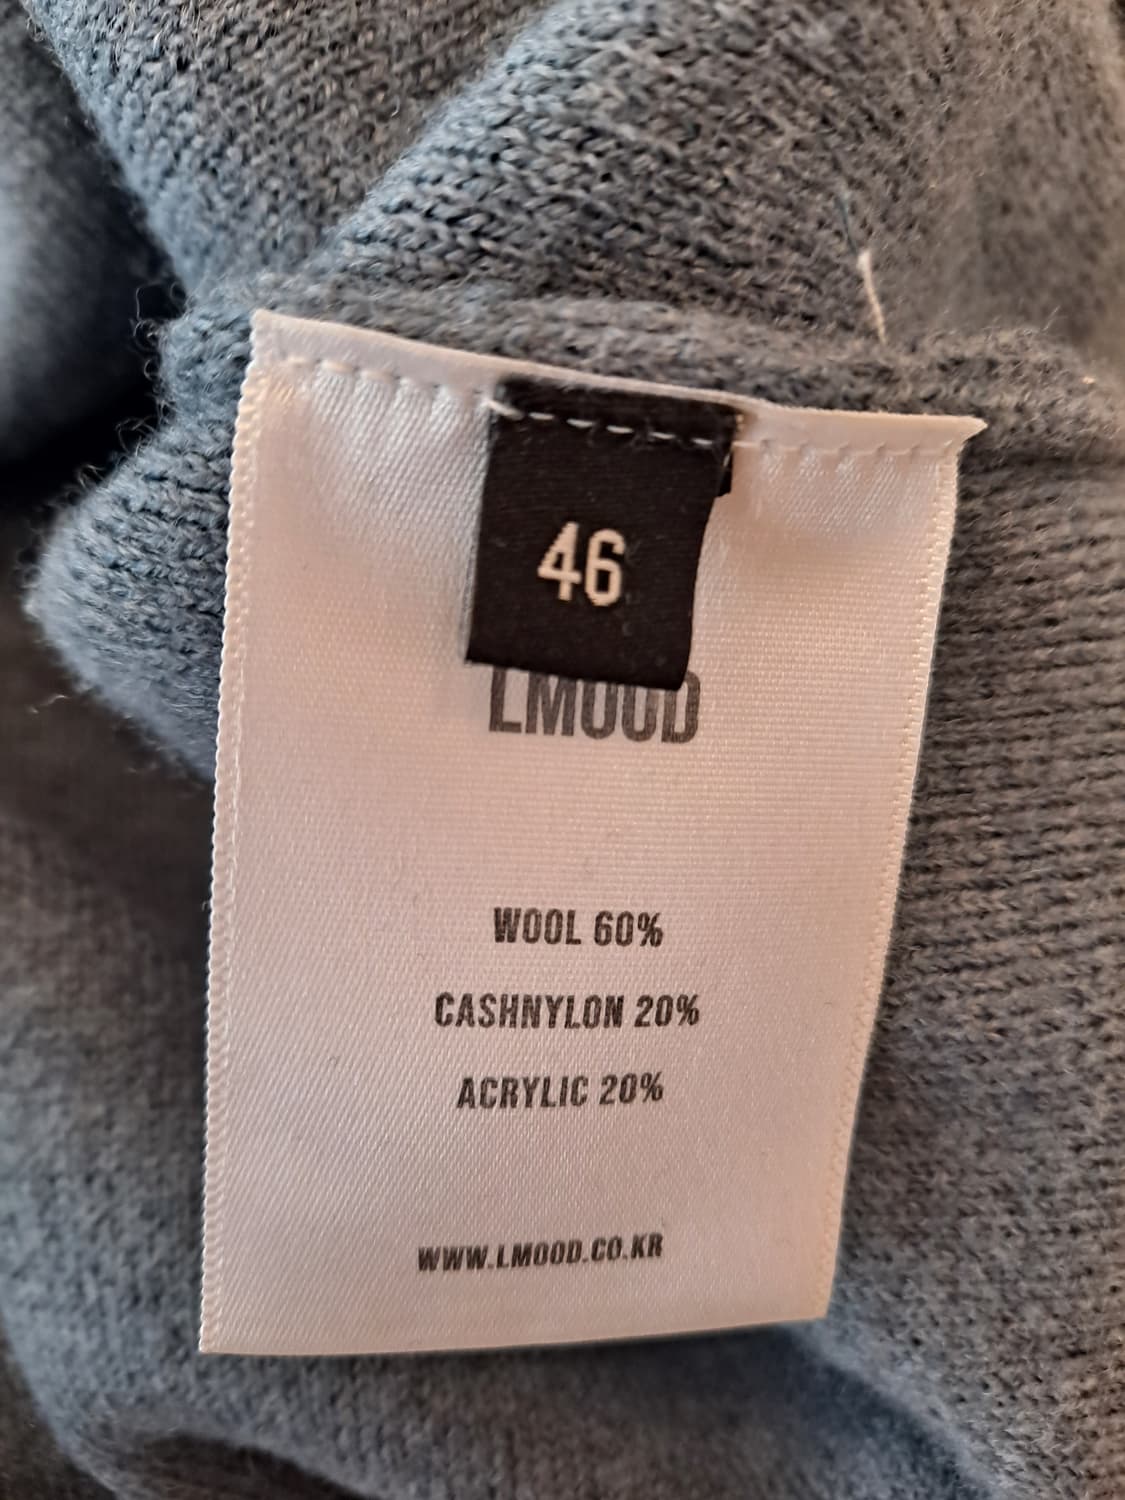 46
LMOOD
WOOL 60%
CASHNYLON 20%
ACRYLIC 20%
WWW.LMOOD.CO.KR